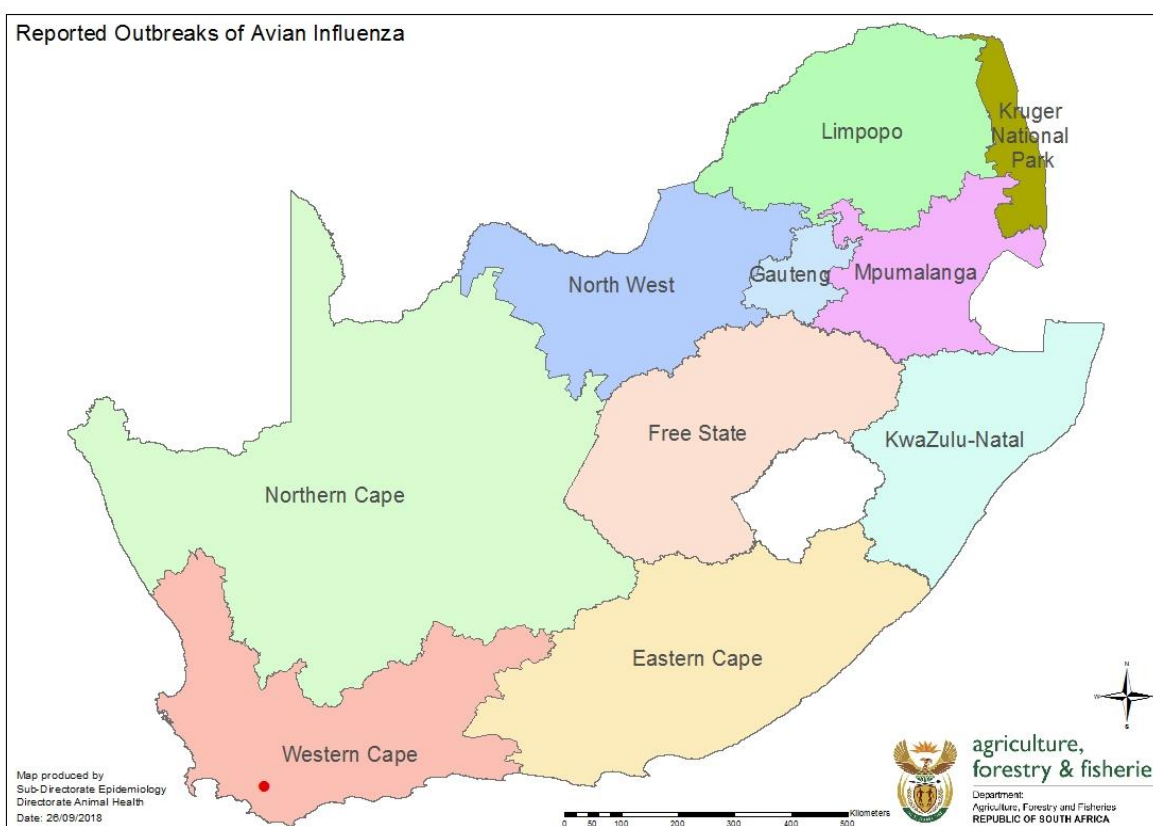 Reported Outbreaks of Avian Influenza
Limpopo
Kruger
National
Park
North West
Gauteng
Mpumalanga
Free State
KwaZulu-Natal
Northern Cape
Eastern Cape
Western Cape
N
W
S
Map produced by
Sub-Directorate Epidemiology
Directorate Animal Health
Date: 26/09/2018
Kilometers
0 50 100 200 300 400 500
agriculture,
forestry & fisherie
Department:
Agriculture, Forestry and Fisheries
REPUBLIC OF SOUTH AFRICA